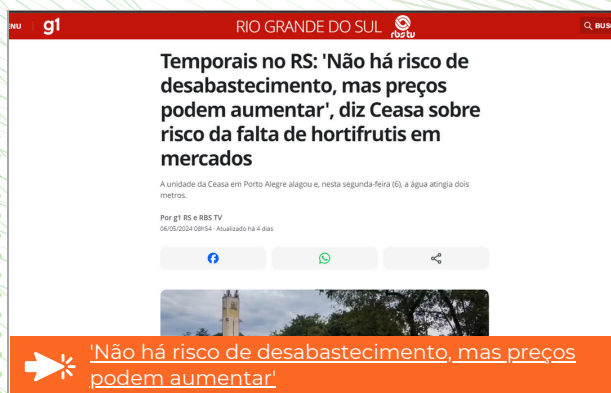 NU
g1
RIO GRANDE DO SUL
rbs tv
BUS
Temporais no RS: 'Não há risco de
desabastecimento, mas preços
podem aumentar', diz Ceasa sobre
risco da falta de hortifrutis em
mercados
A unidade da Ceasa em Porto Alegre alagou e, nesta segunda-feira (6), a água atingia dois
metros.
Por g1 RS e RBS TV
06/05/2024 08h54 · Atualizado há 4 dias
'Não há risco de desabastecimento, mas preços
podem aumentar'